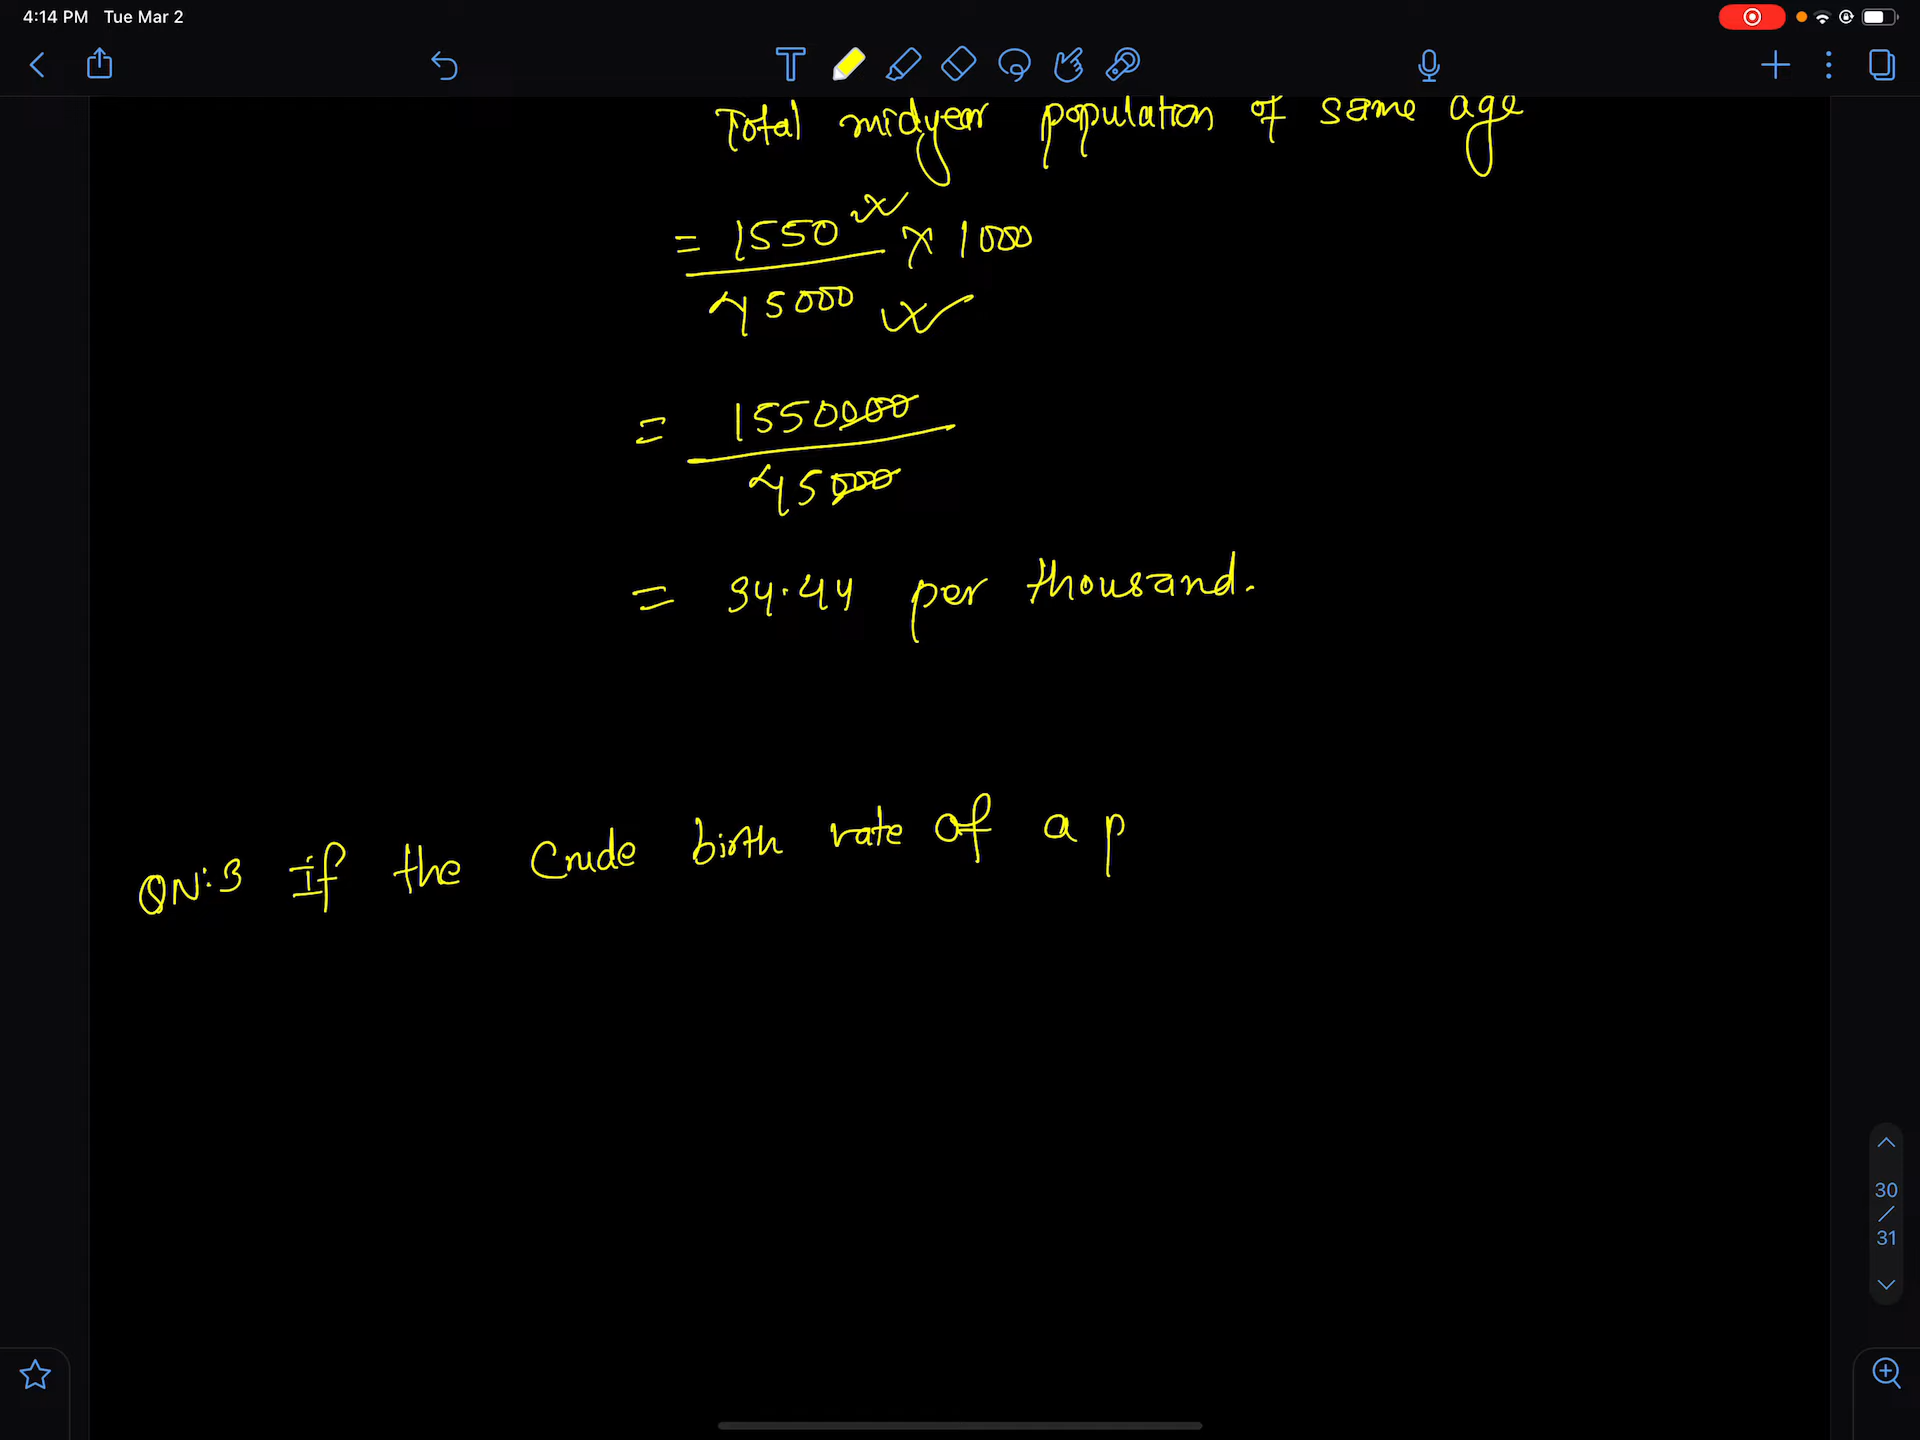 4:14 PM Tue Mar 2
Total midyear population of same age
= 1550 × 1000
45000
= 1550000
45000
= 34.44 per thousand.
QN:3 If the Crude birth rate of a p
30
/
31